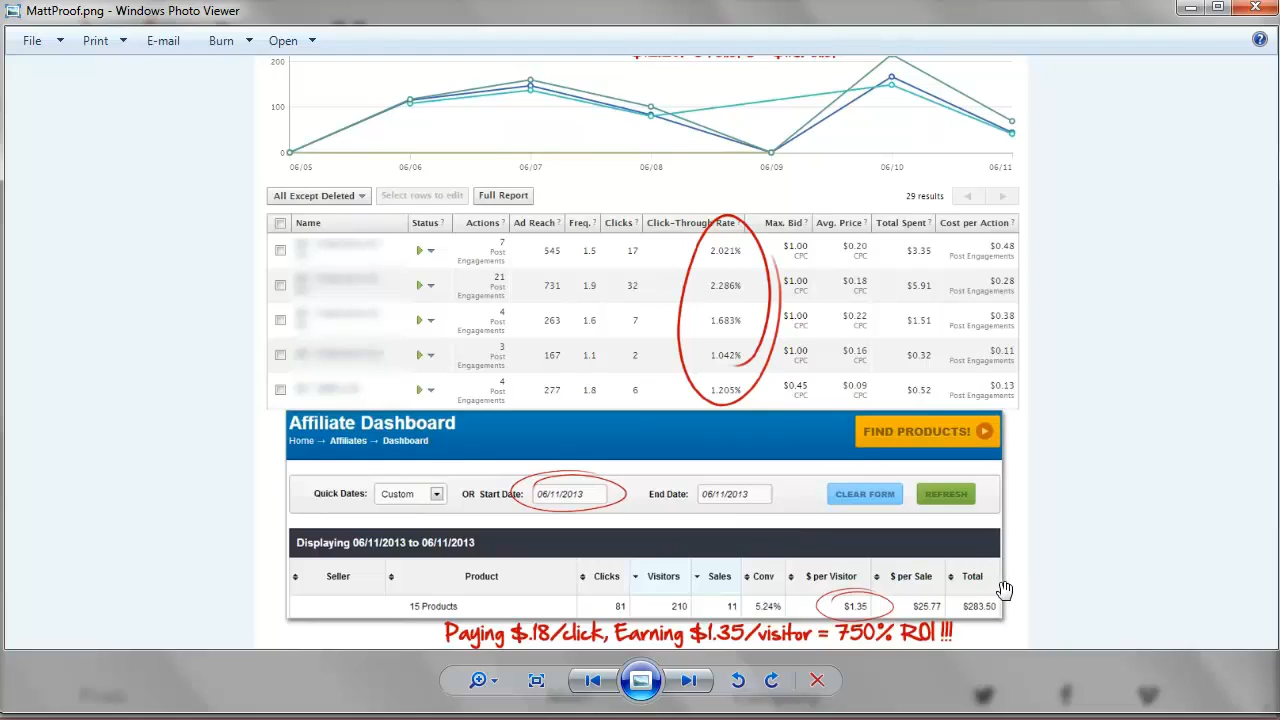 MattProof.png - Windows Photo Viewer
File Print E-mail Burn Open
200
100
0
06/05 06/06 06/07 06/08 06/09 06/10 06/11
All Except Deleted Select rows to edit Full Report 29 results
Name Status ? Actions ? Ad Reach ? Freq. ? Clicks ? Click-Through Rate ? Max. Bid ? Avg. Price ? Total Spent ? Cost per Action ?
7 Post Engagements 545 1.5 17 2.021% $1.00 CPC $0.20 CPC $3.35 $0.48 Post Engagements
21 Post Engagements 731 1.9 32 2.286% $1.00 CPC $0.18 CPC $5.91 $0.28 Post Engagements
4 Post Engagements 263 1.6 7 1.683% $1.00 CPC $0.22 CPC $1.51 $0.38 Post Engagements
3 Post Engagements 167 1.1 2 1.042% $1.00 CPC $0.16 CPC $0.32 $0.11 Post Engagements
4 Post Engagements 277 1.8 6 1.205% $0.45 CPC $0.09 CPC $0.52 $0.13 Post Engagements
Affiliate Dashboard
FIND PRODUCTS!
Home → Affiliates → Dashboard
Quick Dates: Custom OR Start Date: 06/11/2013 End Date: 06/11/2013 CLEAR FORM REFRESH
Displaying 06/11/2013 to 06/11/2013
Seller Product Clicks Visitors Sales Conv $ per Visitor $ per Sale Total
15 Products 81 210 11 5.24% $1.35 $25.77 $283.50
Paying $.18/click, Earning $1.35/visitor = 750% ROI !!!